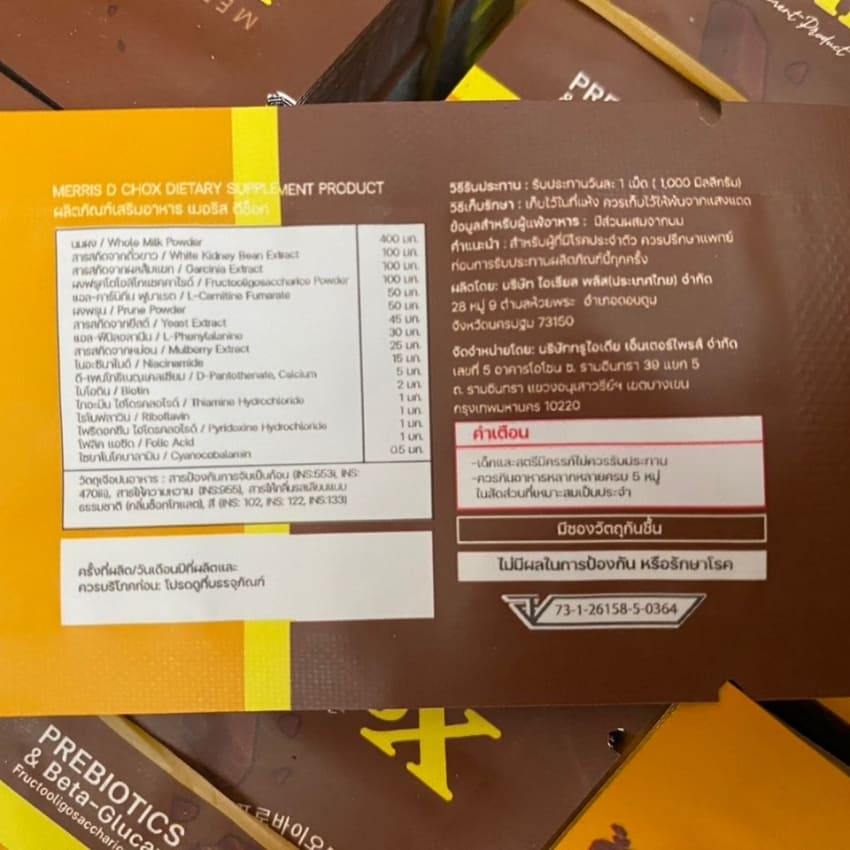 MERRIS D CHOX DIETARY SUPPLEMENT PRODUCT
ผลิตภัณฑ์เสริมอาหาร เมอริส ดีช็อก
นมผง / Whole Milk Powder 400 มก.
สารสกัดจากถั่วขาว / White Kidney Bean Extract 100 มก.
สารสกัดจากผลส้มแขก / Garcinia Extract 100 มก.
ผงฟรุคโตโอลิโกแซคคาไรด์ / Fructooligosaccharice Powder 100 มก.
แอล-คาร์นิทีน ฟูมาเรต / L-Carnitine Fumarate 50 มก.
ผงพรุน / Prune Powder 50 มก.
สารสกัดจากยีสต์ / Yeast Extract 45 มก.
แอล-ฟีนิลอลานีน / L-Phenylalanine 30 มก.
สารสกัดจากหม่อน / Mulberry Extract 25 มก.
ไนอะซินาไมด์ / Niacinamide 15 มก.
ดี-แพนโทธิเนต,แคลเซียม / D-Pantothenate, Calcium 5 มก.
ไบโอติน / Biotin 2 มก.
ไทอะมีน ไฮโดรคลอไรด์ / Thiamine Hydrochloride 1 มก.
ไรโบฟลาวิน / Riboflavin 1 มก.
ไพริดอกซีน ไฮโดรคลอไรด์ / Pyridoxine Hydrochloride 1 มก.
โฟลิค แอซิด / Folic Acid 1 มก.
ไซยาโนโคบาลามิน / Cyanocobalamin 0.5 มก.
วัตถุเจือปนอาหาร : สารป้องกันการจับเป็นก้อน (INS:553i, INS:
470iii), สารให้ความหวาน (INS:955), สารให้กลิ่นรสเลียนแบบ
ธรรมชาติ (กลิ่นช็อกโกแลต), สี (INS: 102, INS: 122, INS:133)
ครั้งที่ผลิต/วันเดือนปีที่ผลิตและ
ควรบริโภคก่อน: โปรดดูที่บรรจุภัณฑ์
วิธีรับประทาน : รับประทานวันละ 1 เม็ด ( 1,000 มิลลิกรัม)
วิธีเก็บรักษา : เก็บไว้ในที่แห้ง ควรเก็บไว้ให้พ้นจากแสงแดด
ข้อมูลสำหรับผู้แพ้อาหาร : มีส่วนผสมจากนม
คำแนะนำ : สำหรับผู้ที่มีโรคประจำตัว ควรปรึกษาแพทย์
ก่อนการรับประทานผลิตภัณฑ์นี้ทุกครั้ง
ผลิตโดย: บริษัท ไอเรียล พลัส(ประเทศไทย) จำกัด
28 หมู่ 9 ตำบลห้วยพระ อำเภอดอนตูม
จังหวัดนครปฐม 73150
จัดจำหน่ายโดย: บริษัททรูไอเดีย เอ็นเตอร์ไพรส์ จำกัด
เลขที่ 5 อาคารโอโซน ซ. รามอินทรา 39 แยก 5
ถ. รามอินทรา แขวงอนุสาวรีย์ฯ เขตบางเขน
กรุงเทพมหานคร 10220
คำเตือน
-เด็กและสตรีมีครรภ์ไม่ควรรับประทาน
-ควรกินอาหารหลากหลายครบ 5 หมู่
ในสัดส่วนที่เหมาะสมเป็นประจำ
มีซองวัตถุกันชื้น
ไม่มีผลในการป้องกัน หรือรักษาโรค
73-1-26158-5-0364
PREBIOTICS
& Beta-Gluca
Fructooligosaccharic
로바이오